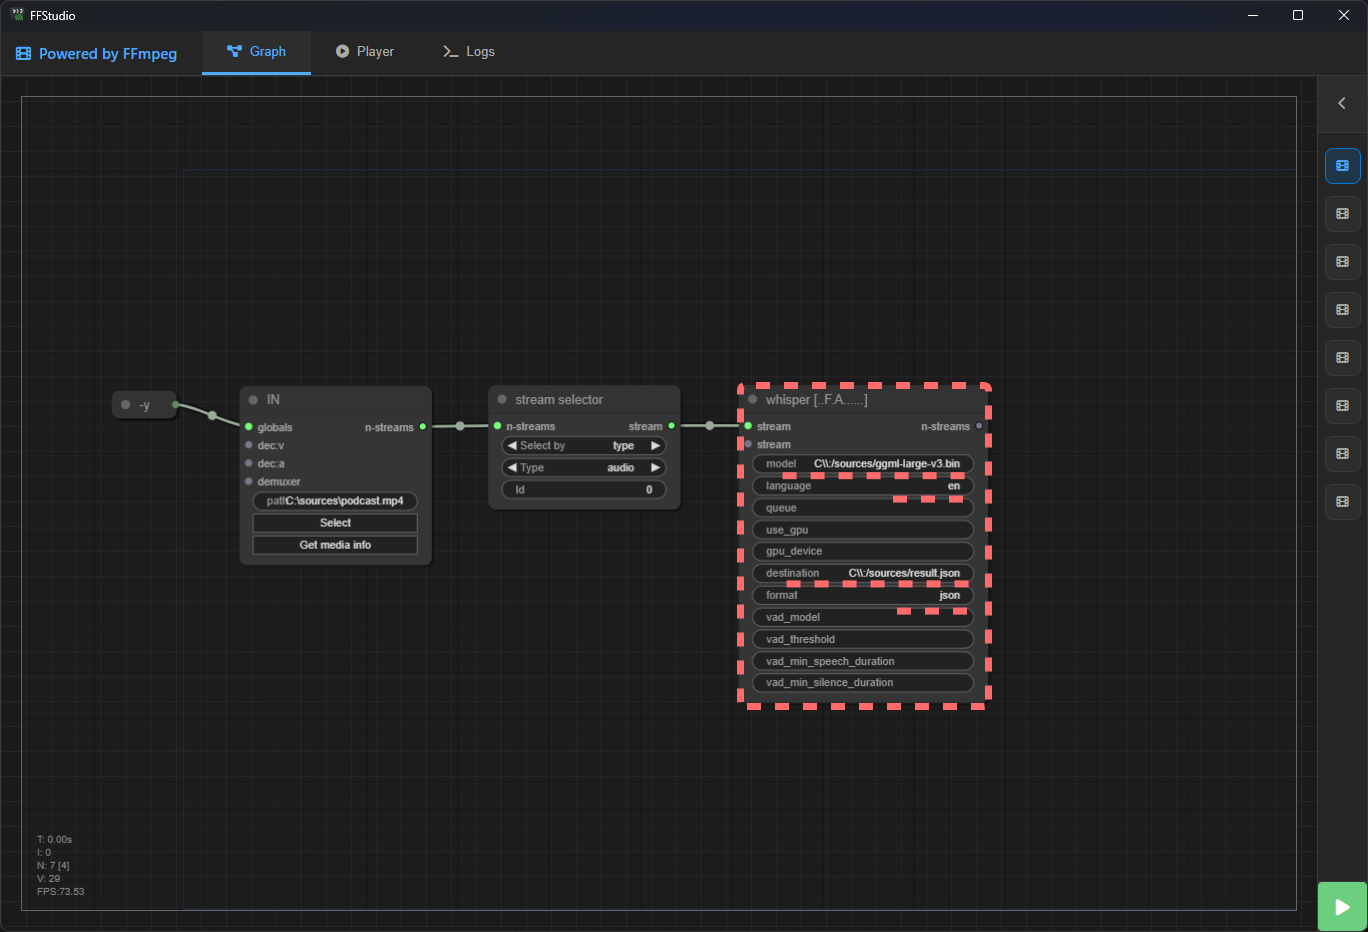 FFStudio
Powered by FFmpeg
Graph
Player
Logs
-y
IN
globals
n-streams
dec:v
dec:a
demuxer
path C:\sources\podcast.mp4
Select
Get media info
stream selector
n-streams
stream
Select by
type
Type
audio
Id
0
whisper [..F.A......]
stream
n-streams
stream
model C\\:/sources/ggml-large-v3.bin
language en
queue
use_gpu
gpu_device
destination C\\:/sources/result.json
format json
vad_model
vad_threshold
vad_min_speech_duration
vad_min_silence_duration
T: 0.00s
I: 0
N: 7 [4]
V: 29
FPS:73.53